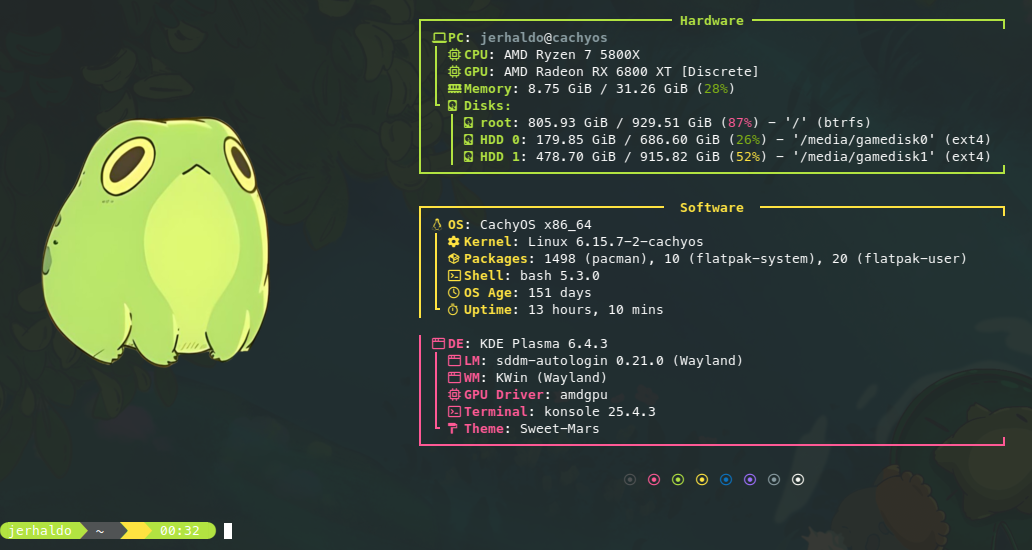 Hardware
PC: jerhaldo@cachyos
CPU: AMD Ryzen 7 5800X
GPU: AMD Radeon RX 6800 XT [Discrete]
Memory: 8.75 GiB / 31.26 GiB (28%)
Disks:
root: 805.93 GiB / 929.51 GiB (87%) - '/' (btrfs)
HDD 0: 179.85 GiB / 686.60 GiB (26%) - '/media/gamedisk0' (ext4)
HDD 1: 478.70 GiB / 915.82 GiB (52%) - '/media/gamedisk1' (ext4)
Software
OS: CachyOS x86_64
Kernel: Linux 6.15.7-2-cachyos
Packages: 1498 (pacman), 10 (flatpak-system), 20 (flatpak-user)
Shell: bash 5.3.0
OS Age: 151 days
Uptime: 13 hours, 10 mins
DE: KDE Plasma 6.4.3
LM: sddm-autologin 0.21.0 (Wayland)
WM: KWin (Wayland)
GPU Driver: amdgpu
Terminal: konsole 25.4.3
Theme: Sweet-Mars
jerhaldo ~ 00:32